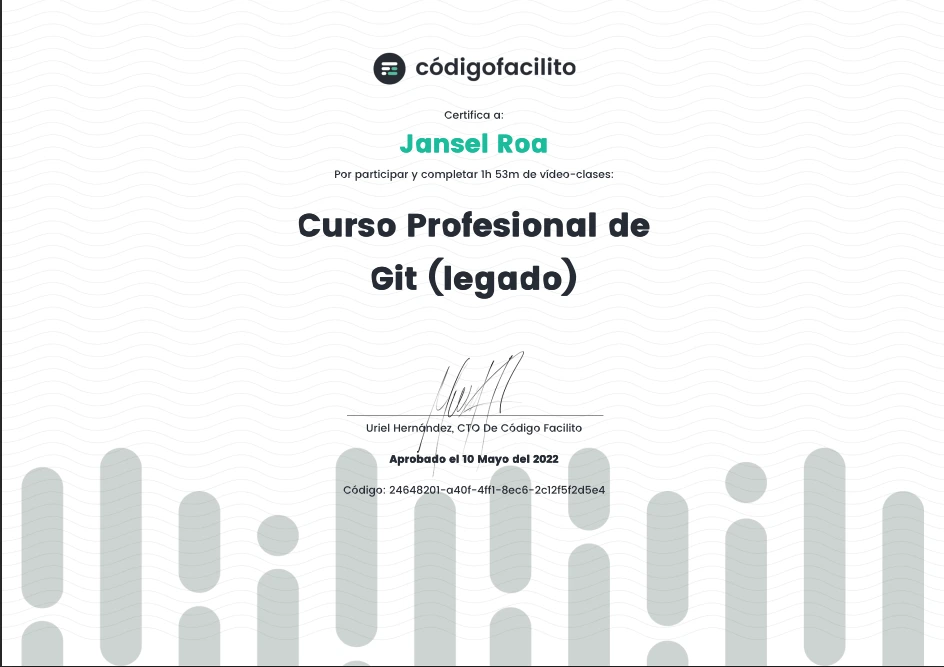 códigofacilito
Certifica a:
Jansel Roa
Por participar y completar 1h 53m de vídeo-clases:
Curso Profesional de
Git (legado)
Uriel Hernández, CTO De Código Facilito
Aprobado el 10 Mayo del 2022
Código: 24648201-a40f-4ff1-8ec6-2c12f5f2d5e4